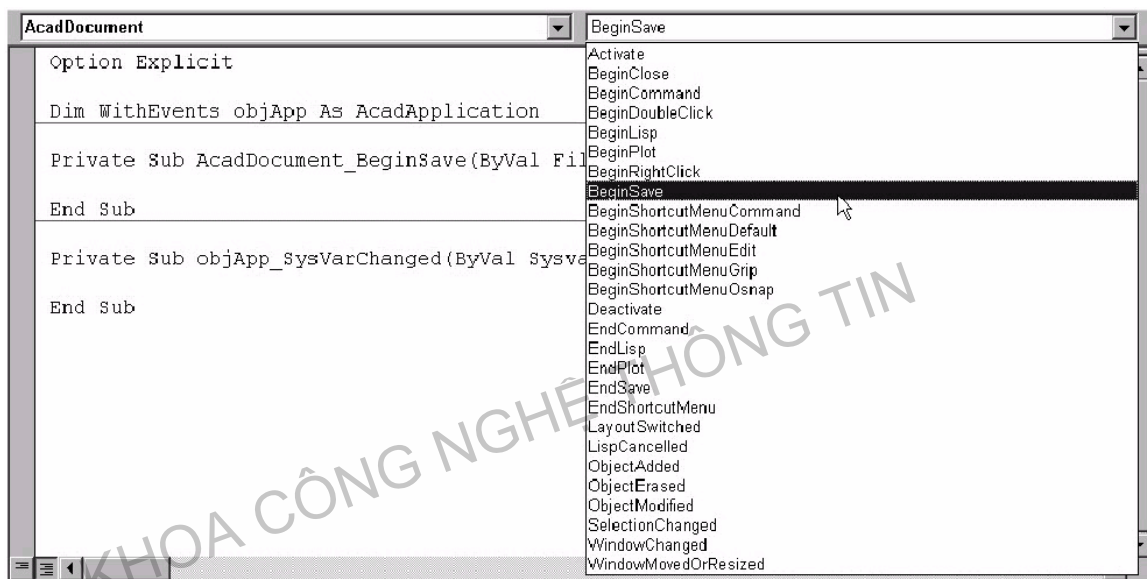 AcadDocument
BeginSave
Option Explicit
Dim WithEvents objApp As AcadApplication
Private Sub AcadDocument_BeginSave(ByVal Fil
End Sub
Private Sub objApp_SysVarChanged(ByVal Sysva
End Sub
Activate
BeginClose
BeginCommand
BeginDoubleClick
BeginLisp
BeginPlot
BeginRightClick
BeginSave
BeginShortcutMenuCommand
BeginShortcutMenuDefault
BeginShortcutMenuEdit
BeginShortcutMenuGrip
BeginShortcutMenuOsnap
Deactivate
EndCommand
EndLisp
EndPlot
EndSave
EndShortcutMenu
LayoutSwitched
LispCancelled
ObjectAdded
ObjectErased
ObjectModified
SelectionChanged
WindowChanged
WindowMovedOrResized
KHOA CÔNG NGHỆ THÔNG TIN